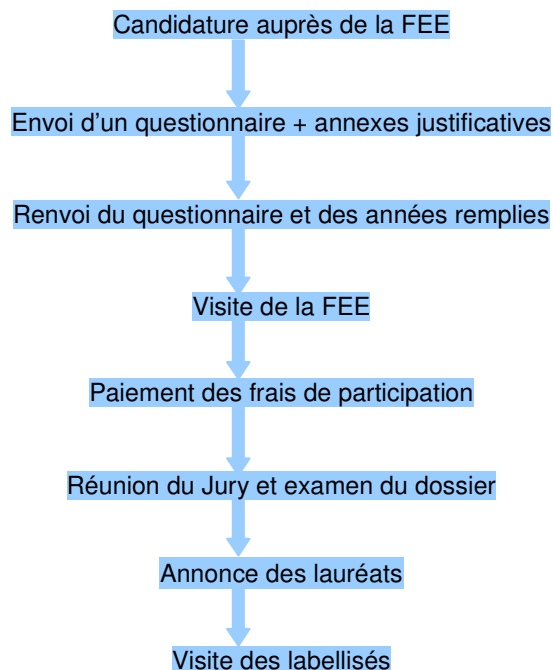 Candidature auprès de la FEE
Envoi d'un questionnaire + annexes justificatives
Renvoi du questionnaire et des années remplies
Visite de la FEE
Paiement des frais de participation
Réunion du Jury et examen du dossier
Annonce des lauréats
Visite des labellisés